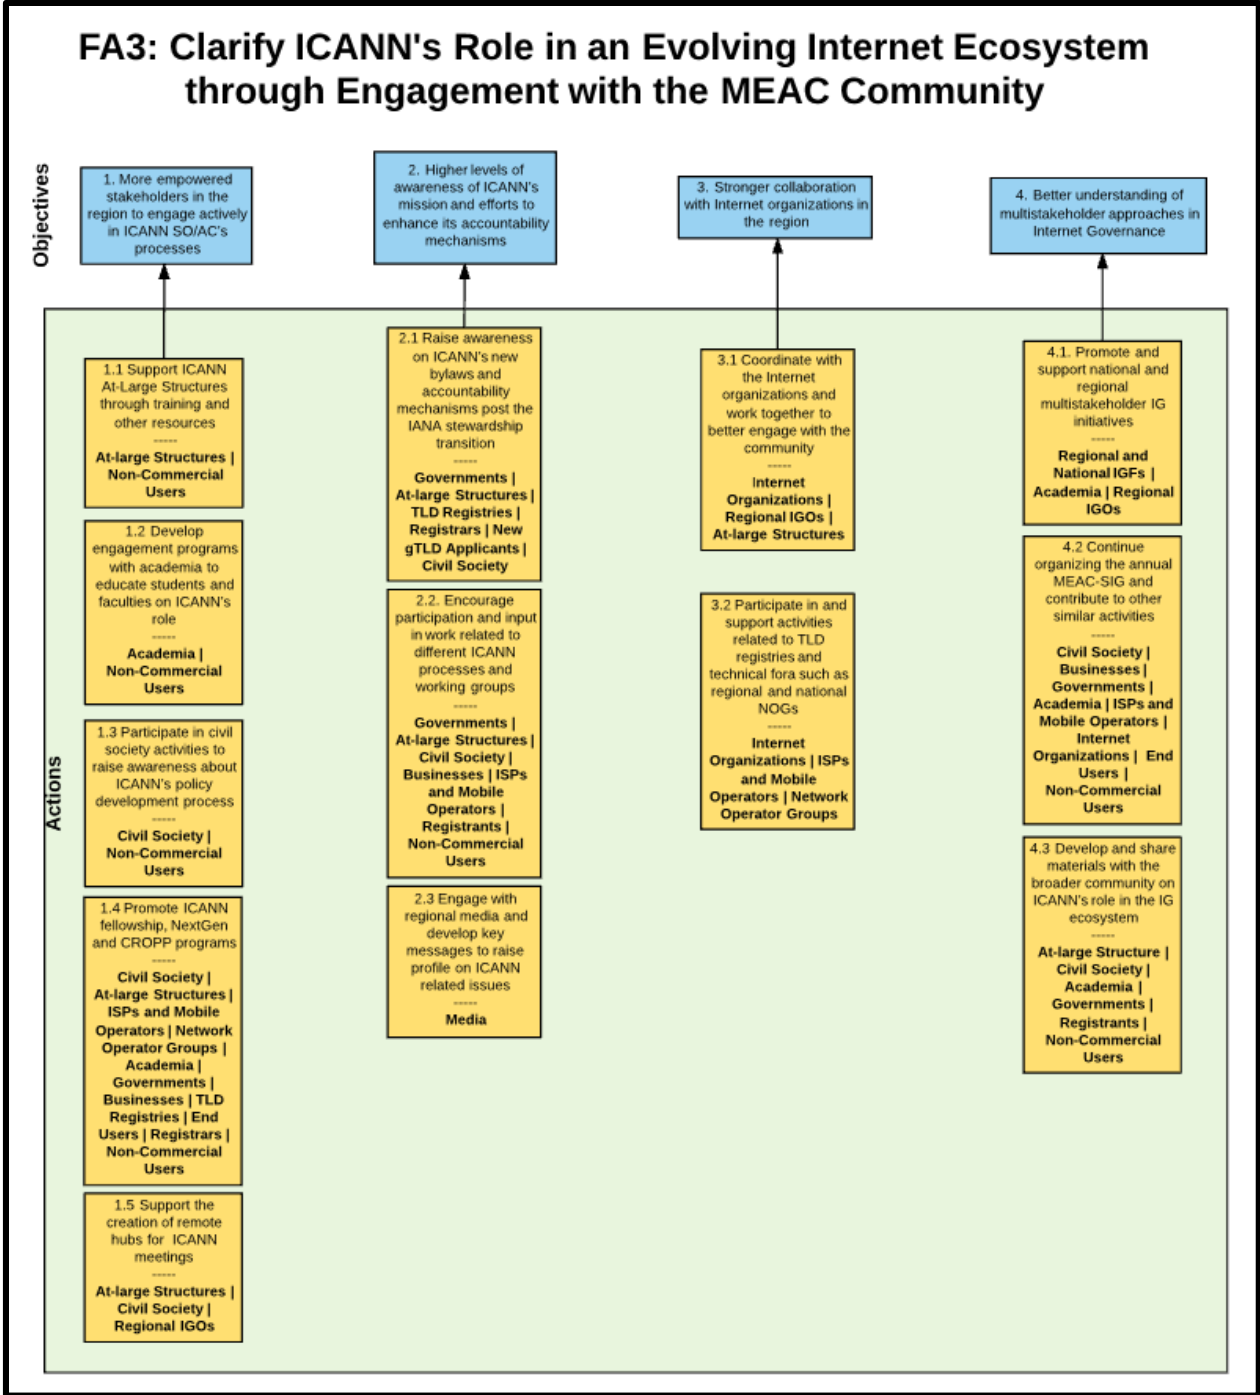 FA3: Clarify ICANN's Role in an Evolving Internet Ecosystem
through Engagement with the MEAC Community
Objectives
1. More empowered
stakeholders in the
region to engage actively
in ICANN SO/AC's
processes
2. Higher levels of
awareness of ICANN's
mission and efforts to
enhance its accountability
mechanisms
3. Stronger collaboration
with Internet organizations in
the region
4. Better understanding of
multistakeholder approaches in
Internet Governance
Actions
1.1 Support ICANN
At-Large Structures
through training and
other resources
-----
At-large Structures |
Non-Commercial
Users
1.2 Develop
engagement programs
with academia to
educate students and
faculties on ICANN's
role
-----
Academia |
Non-Commercial
Users
1.3 Participate in civil
society activities to
raise awareness about
ICANN's policy
development process
-----
Civil Society |
Non-Commercial
Users
1.4 Promote ICANN
fellowship, NextGen
and CROPP programs
-----
Civil Society |
At-large Structures |
ISPs and Mobile
Operators | Network
Operator Groups |
Academia |
Governments |
Businesses | TLD
Registries | End
Users | Registrars |
Non-Commercial
Users
1.5 Support the
creation of remote
hubs for ICANN
meetings
-----
At-large Structures |
Civil Society |
Regional IGOs
2.1 Raise awareness
on ICANN's new
bylaws and
accountability
mechanisms post the
IANA stewardship
transition
-----
Governments |
At-large Structures |
TLD Registries |
Registrars | New
gTLD Applicants |
Civil Society
2.2. Encourage
participation and input
in work related to
different ICANN
processes and
working groups
-----
Governments |
At-large Structures |
Civil Society |
Businesses | ISPs
and Mobile
Operators |
Registrants |
Non-Commercial
Users
2.3 Engage with
regional media and
develop key
messages to raise
profile on ICANN
related issues
-----
Media
3.1 Coordinate with
the Internet
organizations and
work together to
better engage with the
community
-----
Internet
Organizations |
Regional IGOs |
At-large Structures
3.2 Participate in and
support activities
related to TLD
registries and
technical fora such as
regional and national
NOGs
-----
Internet
Organizations | ISPs
and Mobile
Operators | Network
Operator Groups
4.1. Promote and
support national and
regional
multistakeholder IG
initiatives
-----
Regional and
National IGFs |
Academia | Regional
IGOs
4.2 Continue
organizing the annual
MEAC-SIG and
contribute to other
similar activities
-----
Civil Society |
Businesses |
Governments |
Academia | ISPs and
Mobile Operators |
Internet
Organizations | End
Users |
Non-Commercial
Users
4.3 Develop and share
materials with the
broader community on
ICANN's role in the IG
ecosystem
-----
At-large Structure |
Civil Society |
Academia |
Governments |
Registrants |
Non-Commercial
Users